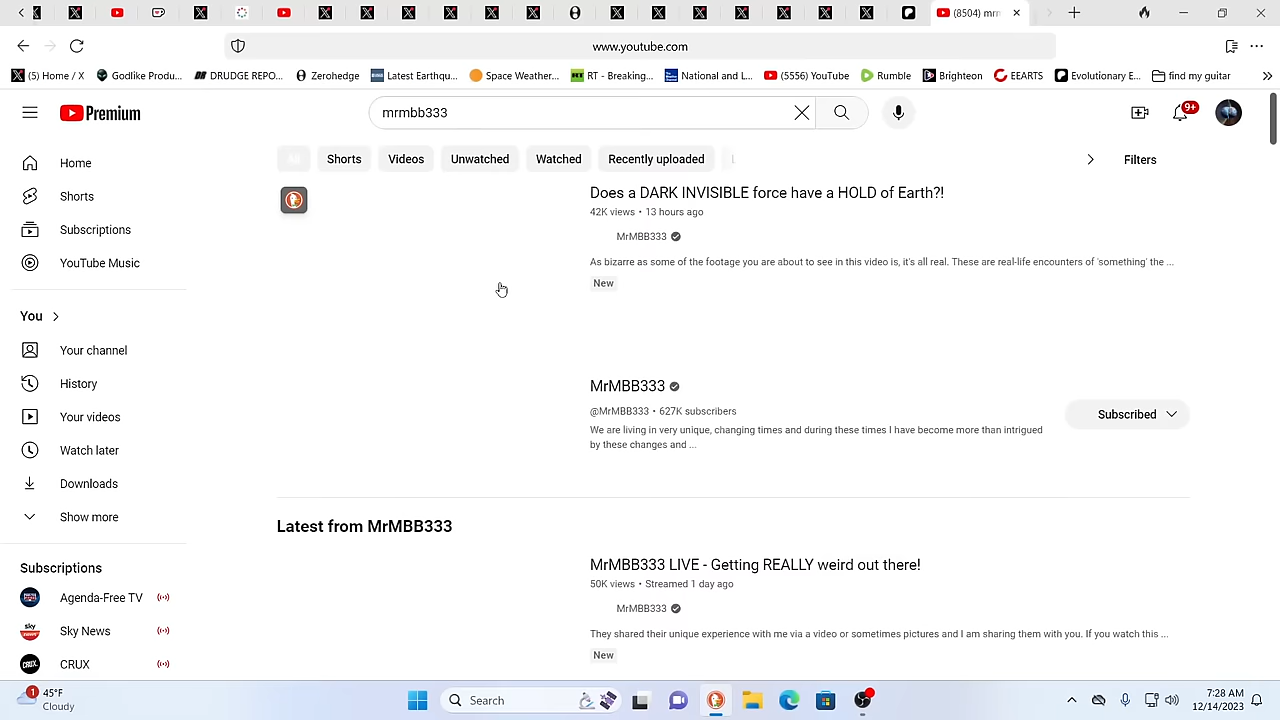 (8504) mrn
www.youtube.com
(5) Home / X
Godlike Produ...
DRUDGE REPO...
Zerohedge
Latest Earthqu...
Space Weather...
RT - Breaking...
National and L...
(5556) YouTube
Rumble
Brighteon
EEARTS
Evolutionary E...
find my guitar
Premium
mrmbb333
9+
Shorts
Videos
Unwatched
Watched
Recently uploaded
Filters
Home
Shorts
Subscriptions
YouTube Music
You
Your channel
History
Your videos
Watch later
Downloads
Show more
Subscriptions
Agenda-Free TV
Sky News
CRUX
Does a DARK INVISIBLE force have a HOLD of Earth?!
42K views • 13 hours ago
MrMBB333
As bizarre as some of the footage you are about to see in this video is, it's all real. These are real-life encounters of 'something' the ...
New
MrMBB333
@MrMBB333 • 627K subscribers
We are living in very unique, changing times and during these times I have become more than intrigued
by these changes and ...
Subscribed
Latest from MrMBB333
MrMBB333 LIVE - Getting REALLY weird out there!
50K views • Streamed 1 day ago
MrMBB333
They shared their unique experience with me via a video or sometimes pictures and I am sharing them with you. If you watch this ...
New
1
45°F
Cloudy
Search
7:28 AM
12/14/2023